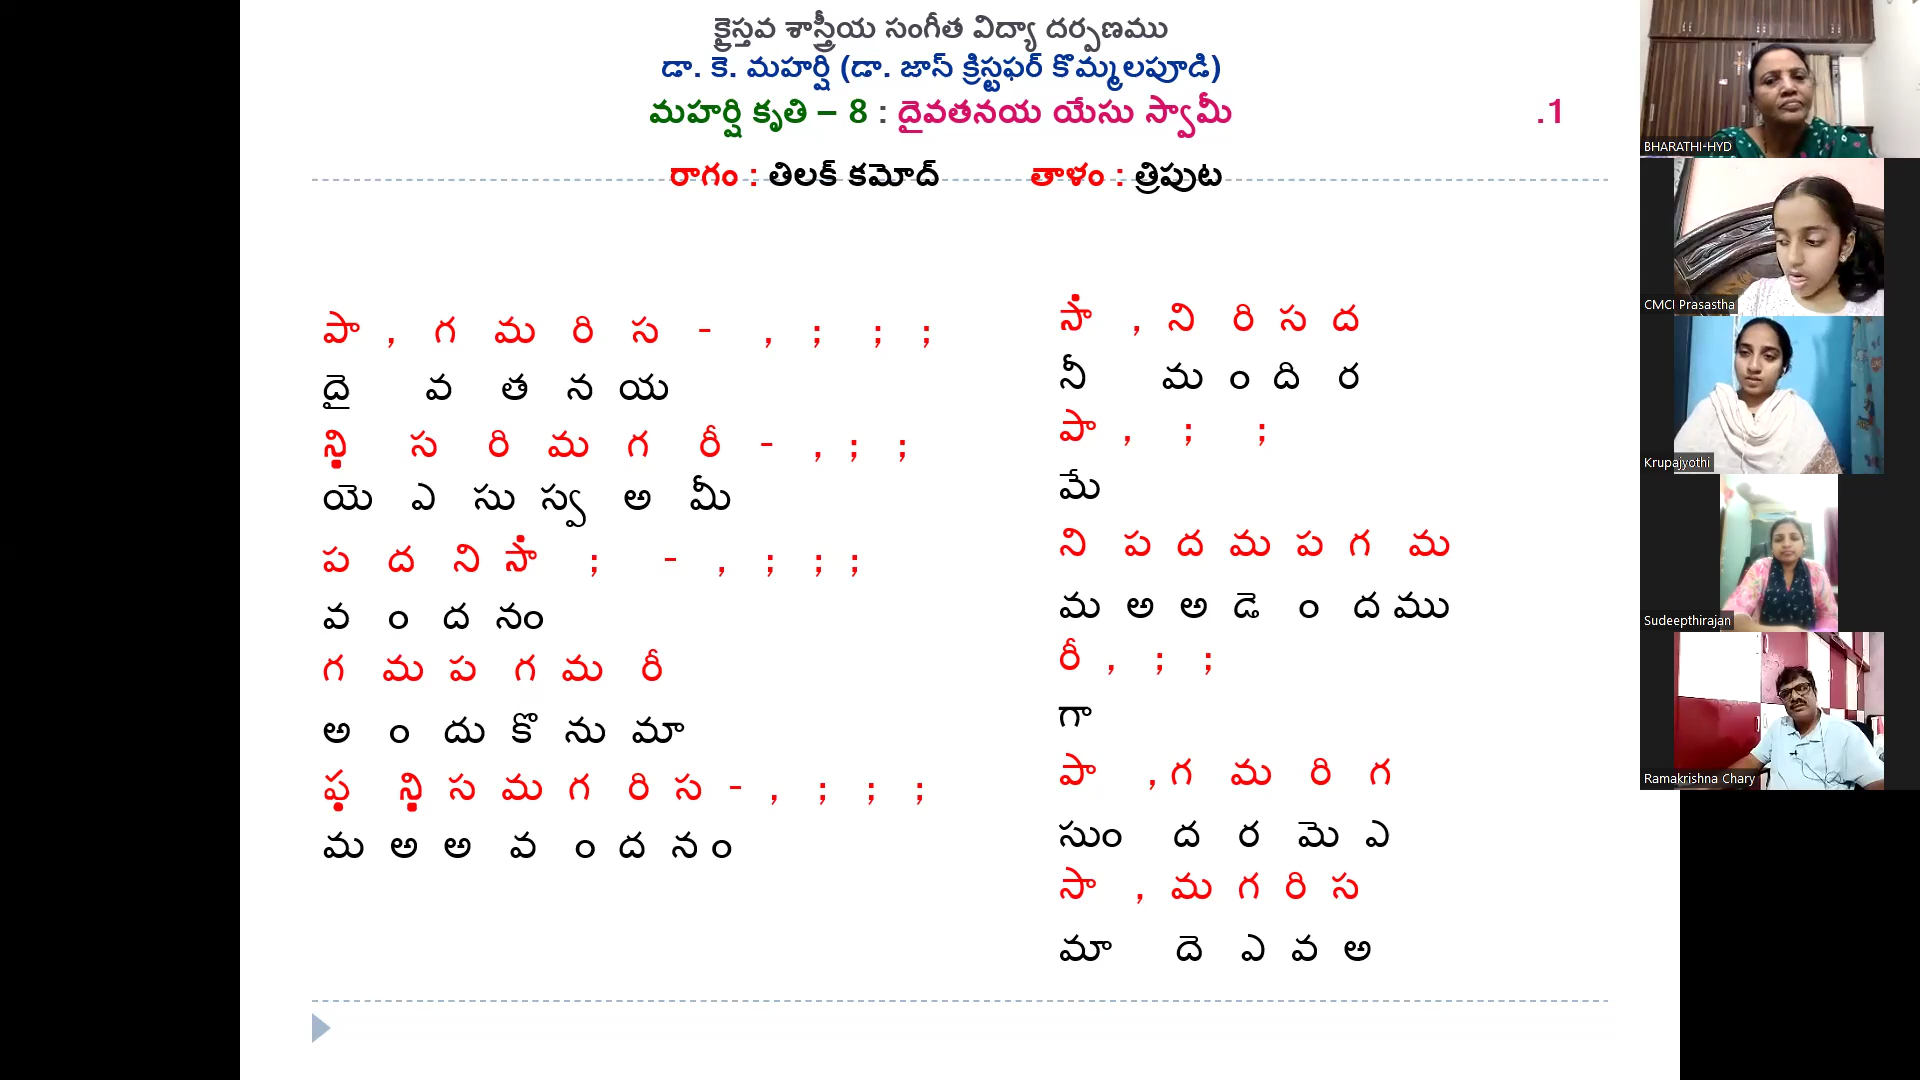 క్రైస్తవ శాస్త్రీయ సంగీత విద్యా దర్పణము
డా. కె. మహర్షి (డా. జాస్ క్రిస్టఫర్ కొమ్మలపూడి)
మహర్షి కృతి – 8 : దైవతనయ యేసు స్వామీ .1
రాగం : తిలక్ కమోద్ తాళం : త్రిపుట
పా , గ మ రి స - , ; ; ;
దై వ త న య
ని స రి మ గ రీ - , ; ;
యె ఎ సు స్వ అ మీ
ప ద ని సా ; - , ; ; ;
వ ం ద నం
గ మ ప గ మ రీ
అ ం దు కొ ను మా
ప ని స మ గ రి స - , ; ; ;
మ అ అ వ ం ద న ం
సా , ని రి స ద
నీ మ ం ది ర
పా , ; ;
మే
ని ప ద మ ప గ మ
మ అ అ డె ం ద ము
రీ , ; ;
గా
పా , గ మ రి గ
సుం ద ర మె ఎ
సా , మ గ రి స
మా దె ఎ వ అ
BHARATHI-HYD
CMCI Prasastha
Krupajyothi
Sudeepthirajan
Ramakrishna Chary